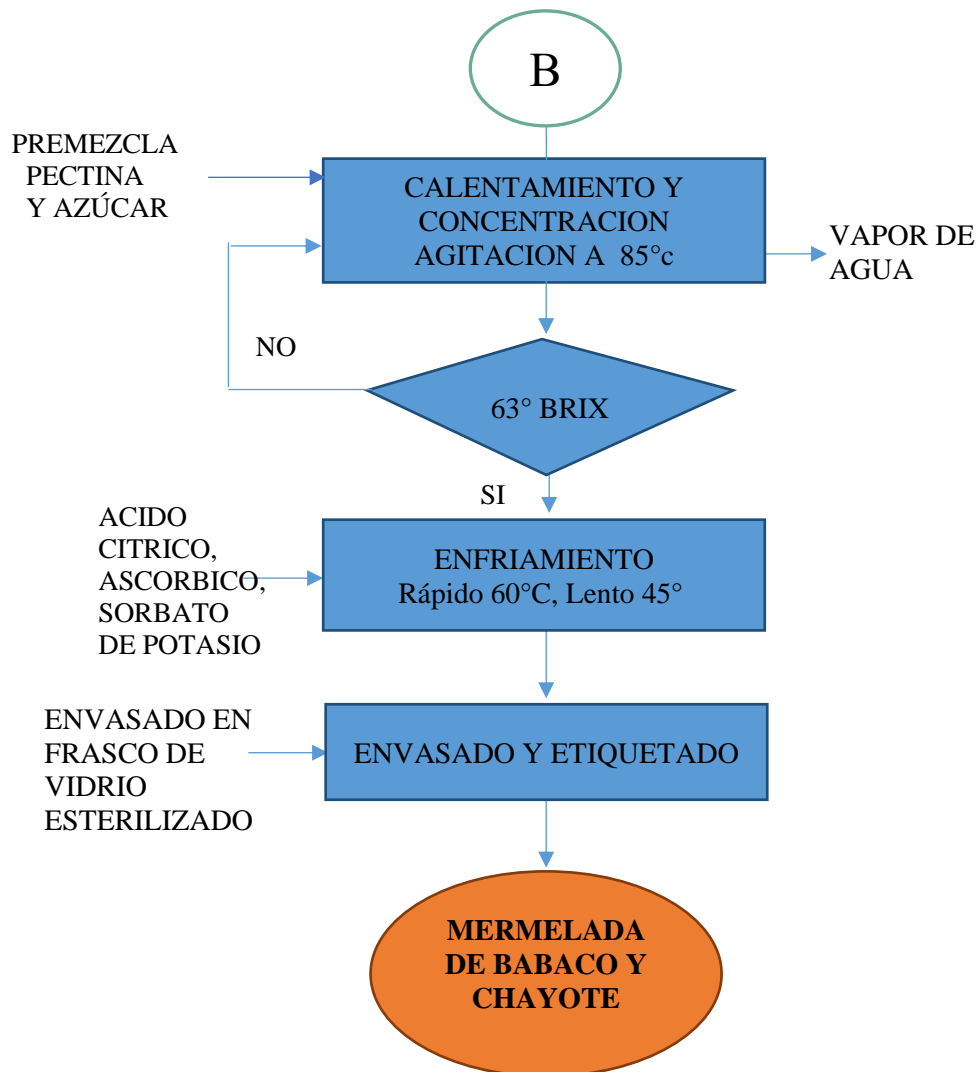 B
PREMEZCLA
PECTINA
Y AZÚCAR
CALENTAMIENTO Y
CONCENTRACION
AGITACION A 85°c
VAPOR DE
AGUA
NO
63° BRIX
SI
ACIDO
CITRICO,
ASCORBICO,
SORBATO
DE POTASIO
ENFRIAMIENTO
Rápido 60°C, Lento 45°
ENVASADO EN
FRASCO DE
VIDRIO
ESTERILIZADO
ENVASADO Y ETIQUETADO
MERMELADA
DE BABACO Y
CHAYOTE